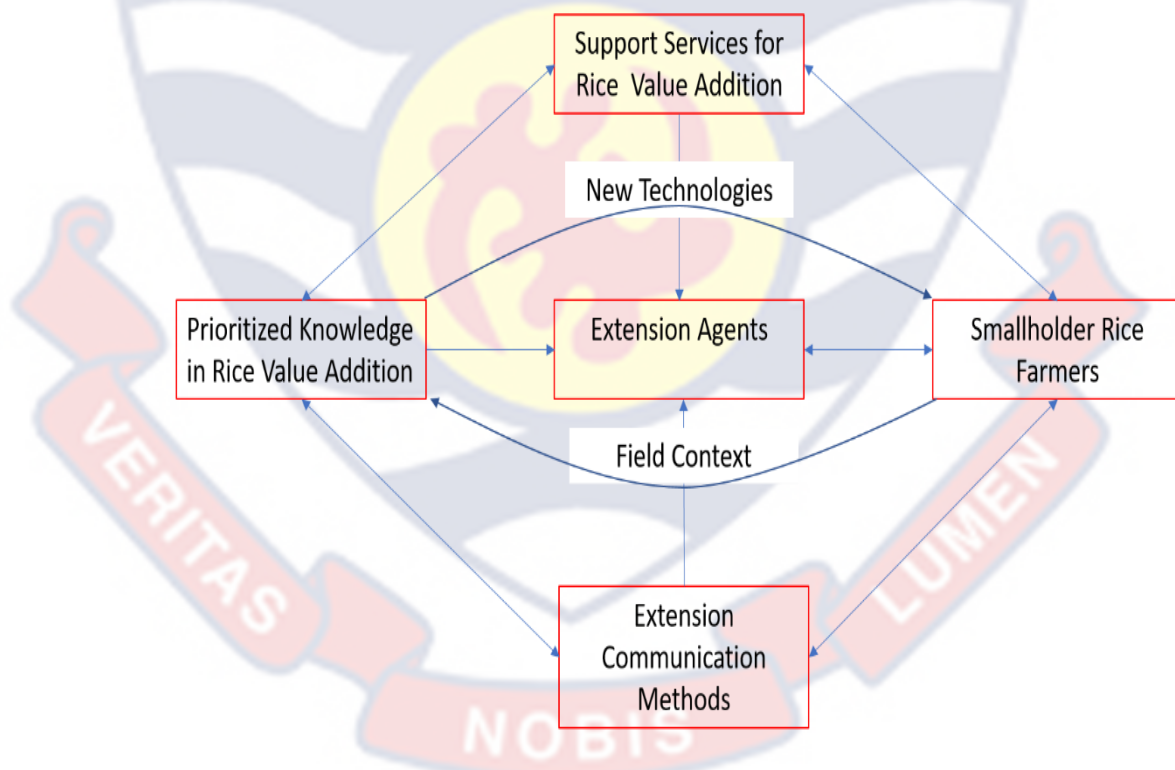 Support Services for
Rice Value Addition
New Technologies
Prioritized Knowledge
in Rice Value Addition
Extension Agents
Smallholder Rice
Farmers
Field Context
Extension
Communication
Methods
VERITAS
NOBIS
LUMEN